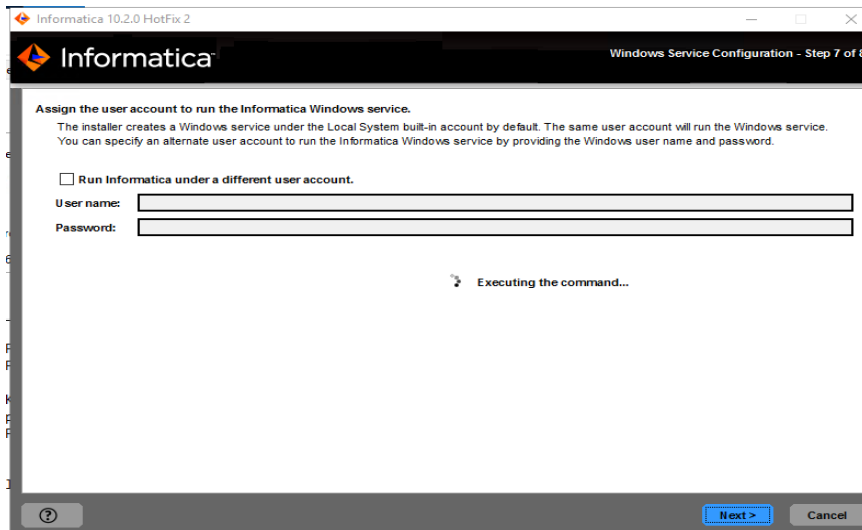 Informatica 10.2.0 HotFix 2
Informatica
Windows Service Configuration - Step 7 of 8
Assign the user account to run the Informatica Windows service.
The installer creates a Windows service under the Local System built-in account by default. The same user account will run the Windows service.
You can specify an alternate user account to run the Informatica Windows service by providing the Windows user name and password.
Run Informatica under a different user account.
User name:
Password:
Executing the command...
?
Next >
Cancel